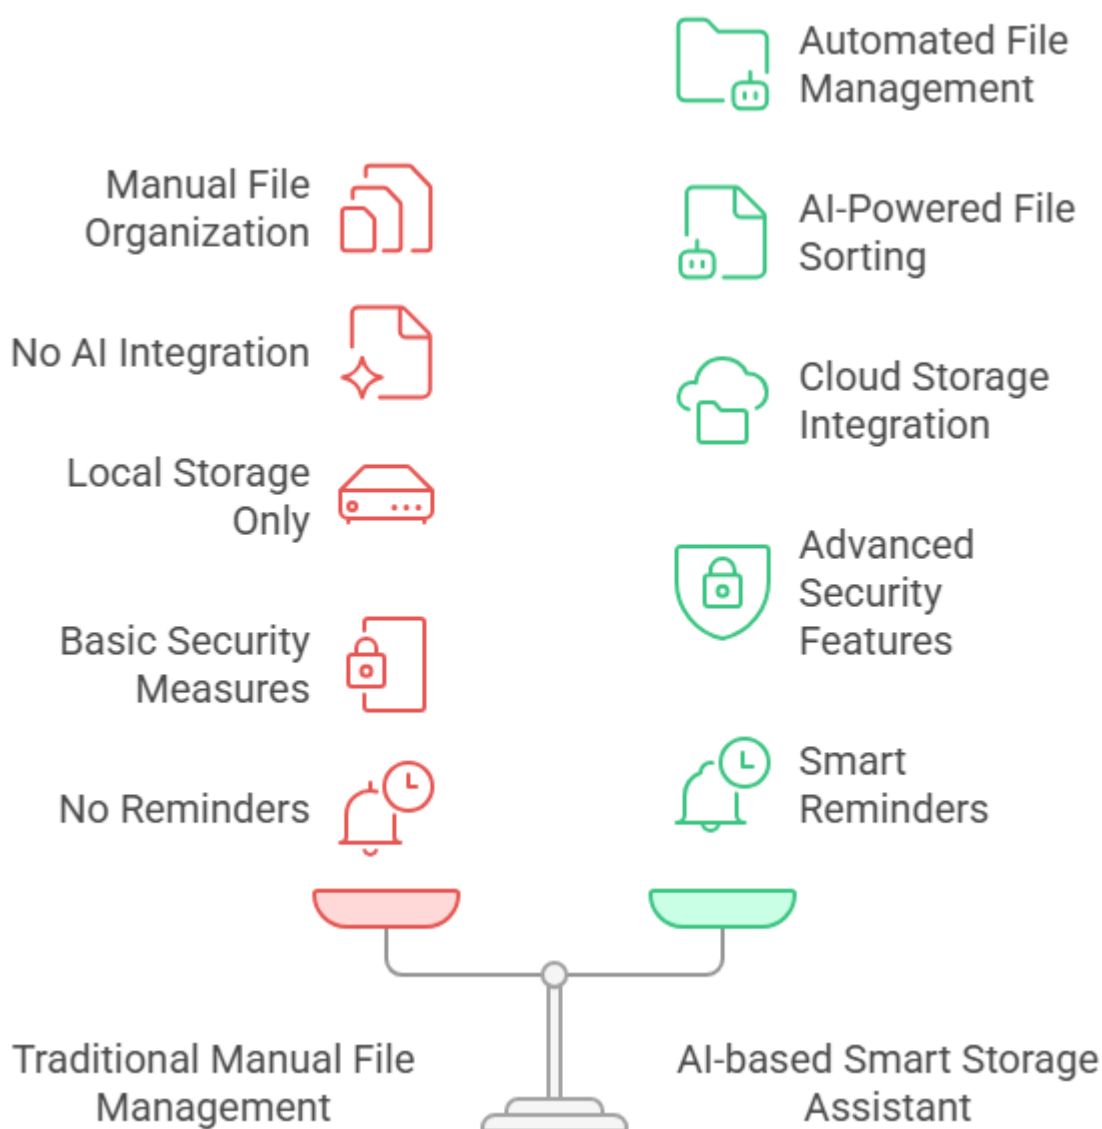 Automated File
Management
Manual File
Organization
AI-Powered File
Sorting
No AI Integration
Cloud Storage
Integration
Local Storage
Only
Advanced
Security
Features
Basic Security
Measures
Smart
Reminders
No Reminders
Traditional Manual File
Management
AI-based Smart Storage
Assistant